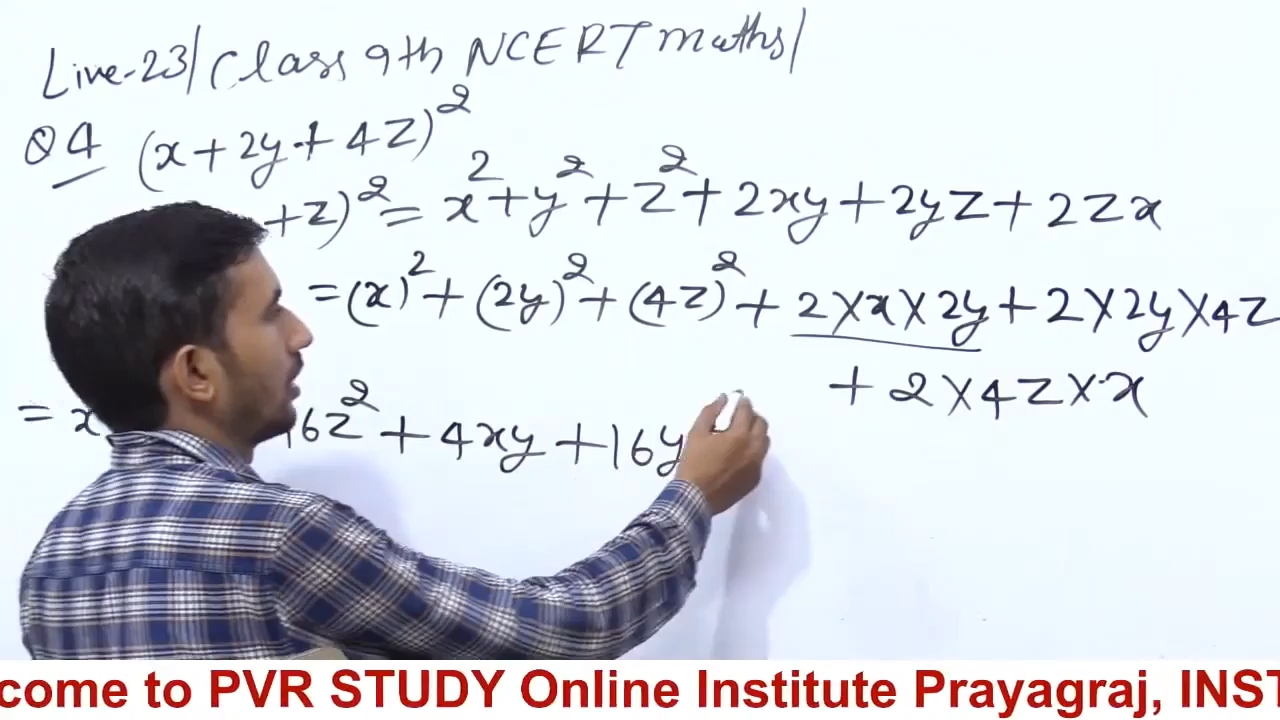 Live-23/Class 9th NCERT maths/
Q4 (x+2y+4z)²
+z)²= x²+y²+z²+2xy+2yz+2zx
=(x)²+(2y)²+(4z)²+2×x×2y+2×2y×4z
+2×4z×x
= x 16z²+4xy+16y
come to PVR STUDY Online Institute Prayagraj, INST